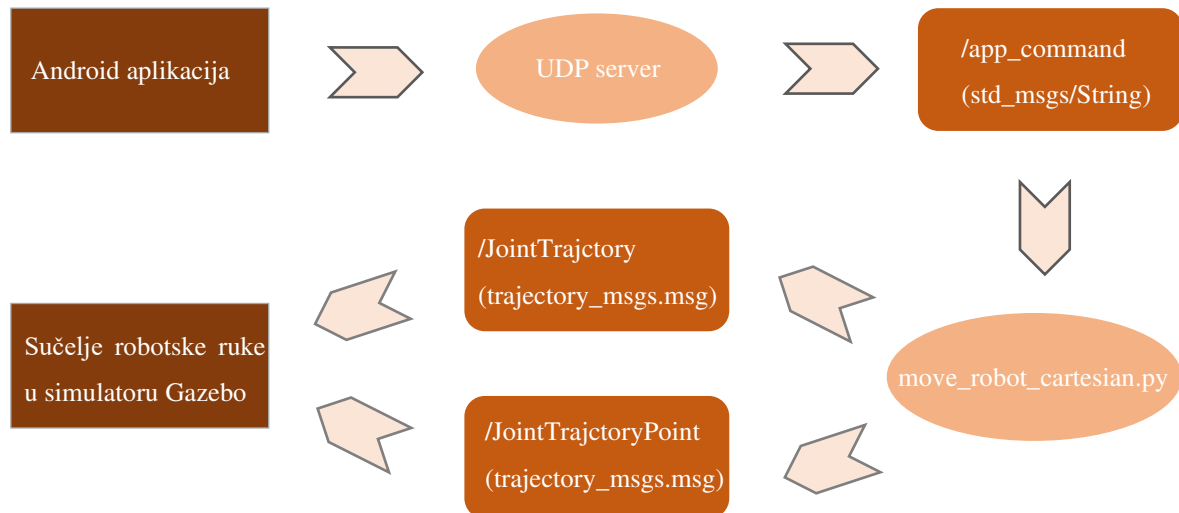 Android aplikacija
UDP server
/app_command
(std_msgs/String)
/JointTrajctory
(trajectory_msgs.msg)
Sučelje robotske ruke
u simulatoru Gazebo
move_robot_cartesian.py
/JointTrajctoryPoint
(trajectory_msgs.msg)